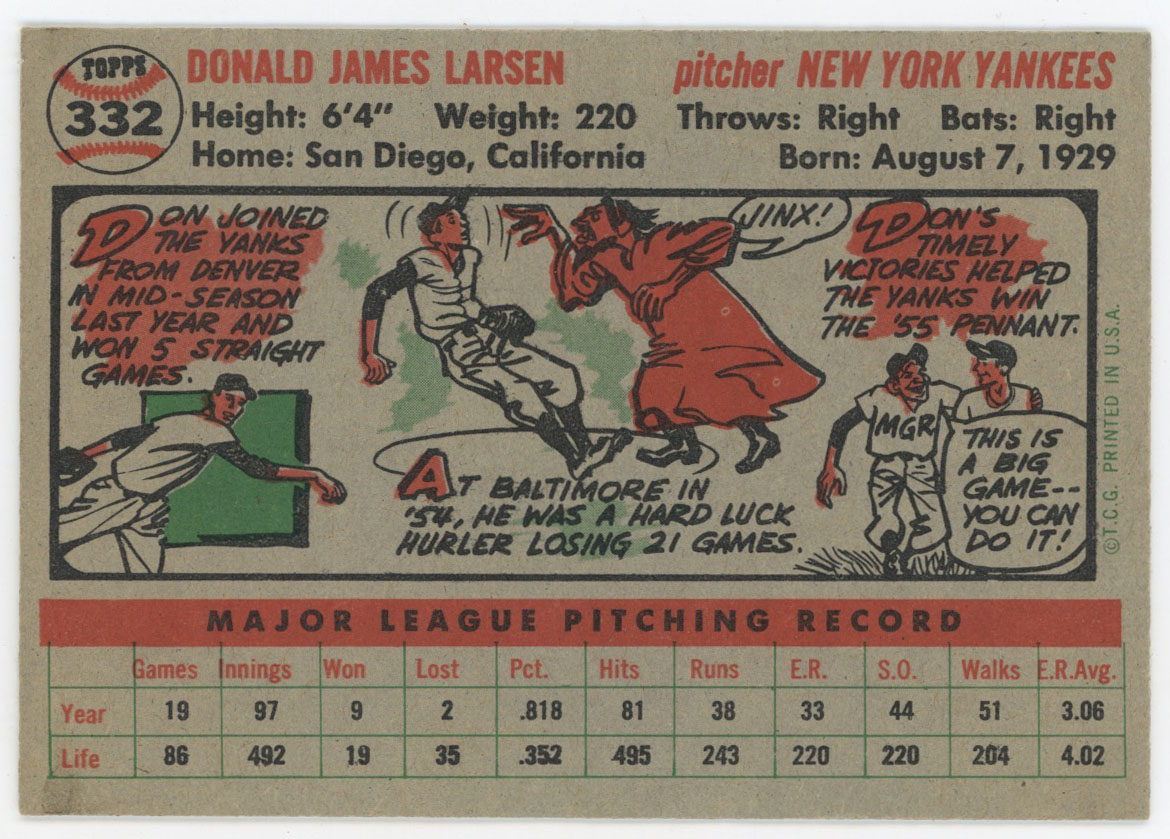 TOPPS
332
DONALD JAMES LARSEN
pitcher NEW YORK YANKEES
Height: 6'4" Weight: 220 Throws: Right Bats: Right
Home: San Diego, California Born: August 7, 1929
DON JOINED
THE YANKS
FROM DENVER
IN MID-SEASON
LAST YEAR AND
WON 5 STRAIGHT
GAMES.
JINX!
AT BALTIMORE IN
'54, HE WAS A HARD LUCK
HURLER LOSING 21 GAMES.
DON'S
TIMELY
VICTORIES HELPED
THE YANKS WIN
THE '55 PENNANT.
MGR
THIS IS
A BIG
GAME--
YOU CAN
DO IT!
© T.C.G. PRINTED IN U.S.A.
MAJOR LEAGUE PITCHING RECORD
Games Innings Won Lost Pct. Hits Runs E.R. S.O. Walks E.R.Avg.
Year 19 97 9 2 .818 81 38 33 44 51 3.06
Life 86 492 19 35 .352 495 243 220 220 204 4.02